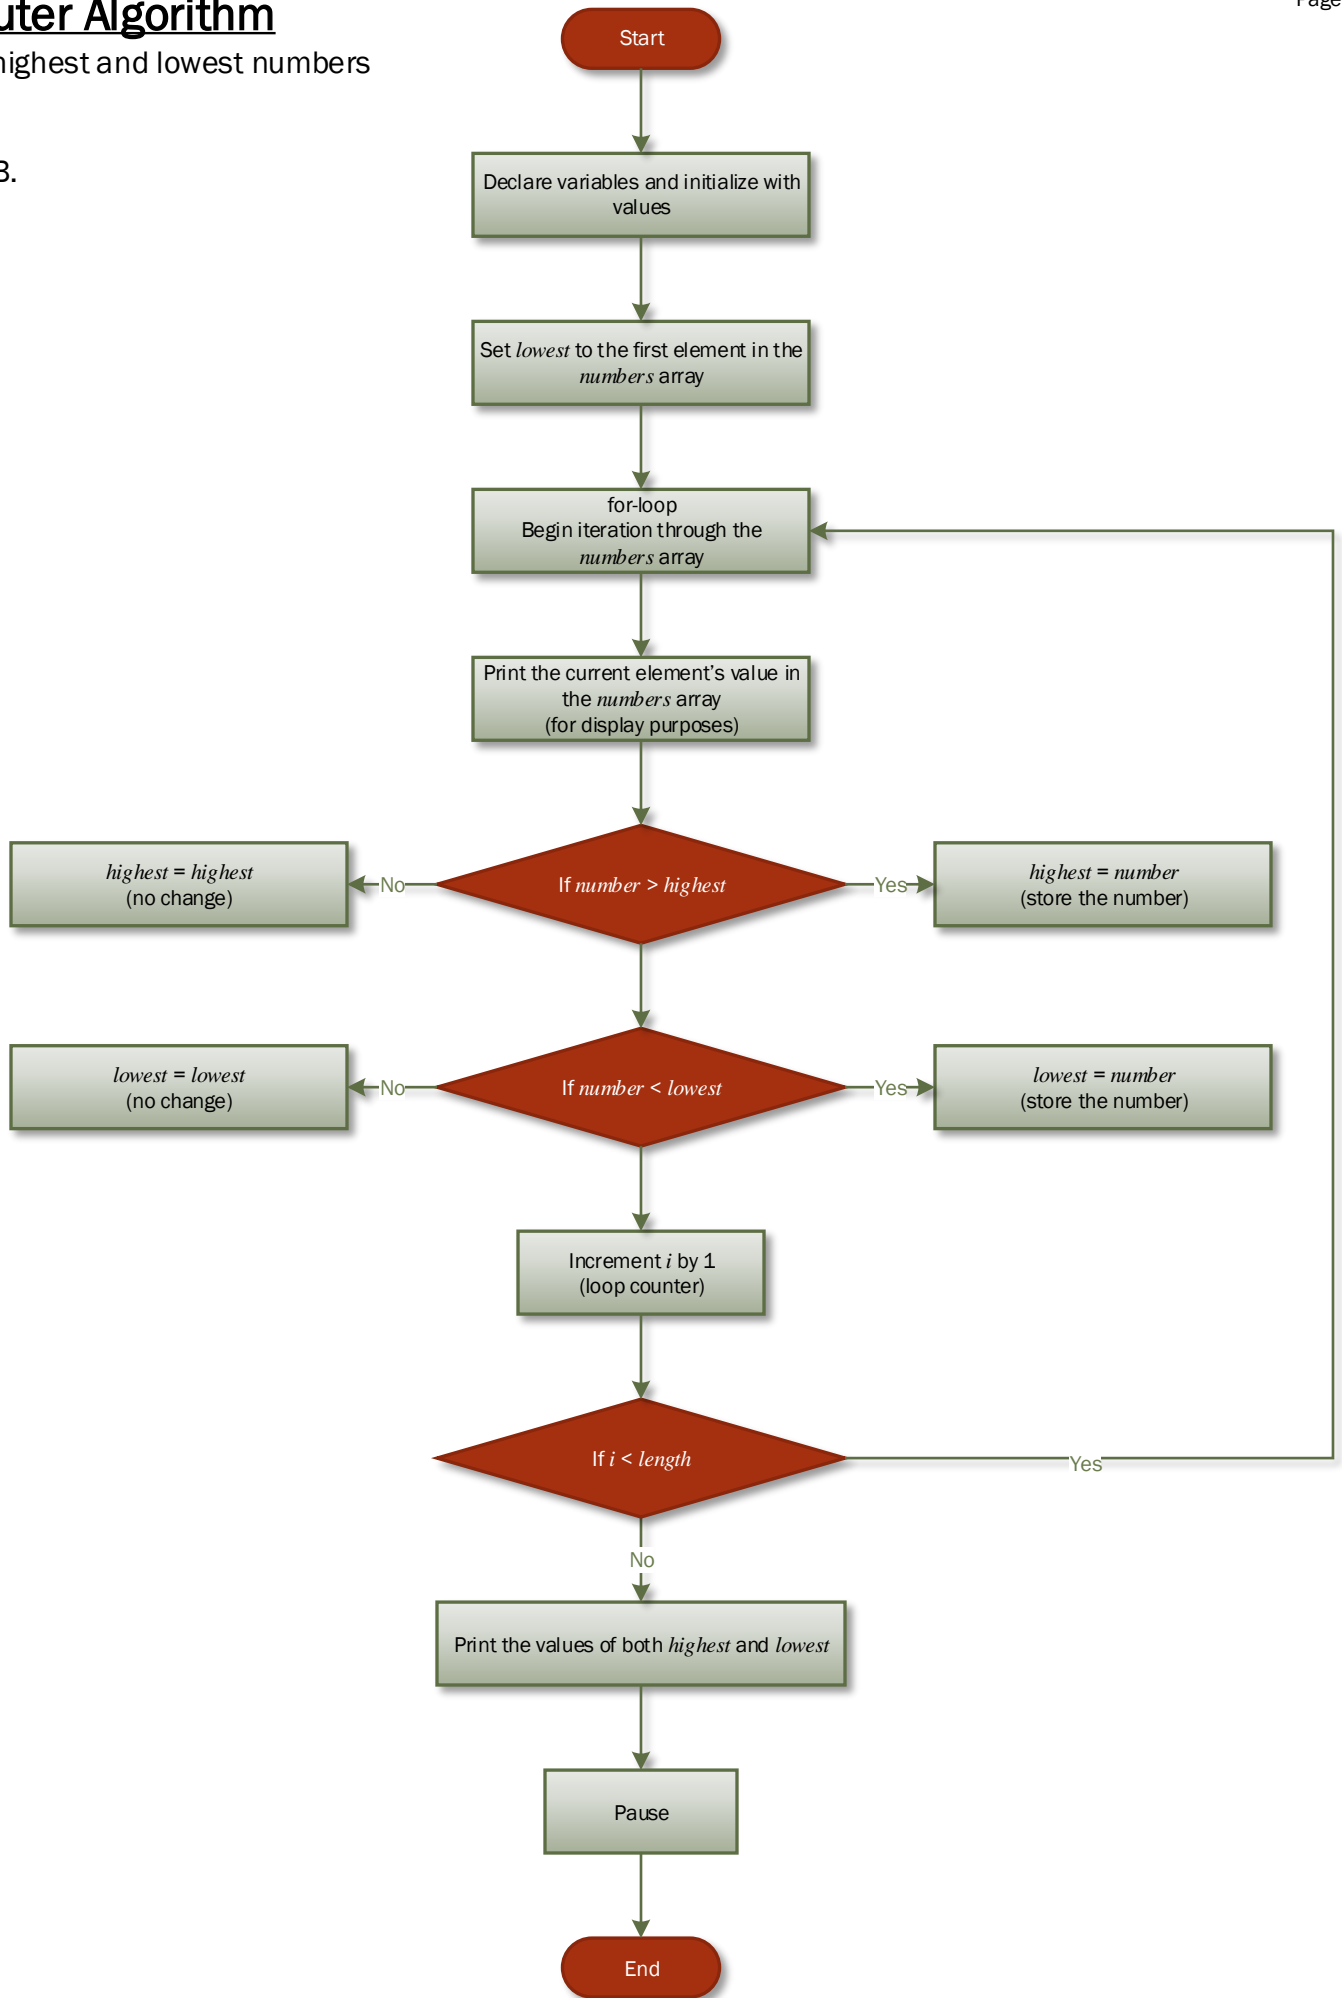 uter Algorithm
highest and lowest numbers
Page
3.
Start
Declare variables and initialize with
values
Set lowest to the first element in the
numbers array
for-loop
Begin iteration through the
numbers array
Print the current element's value in
the numbers array
(for display purposes)
highest = highest
(no change)
No
If number > highest
Yes
highest = number
(store the number)
lowest = lowest
(no change)
No
If number < lowest
Yes
lowest = number
(store the number)
Increment i by 1
(loop counter)
If i < length
Yes
No
Print the values of both highest and lowest
Pause
End